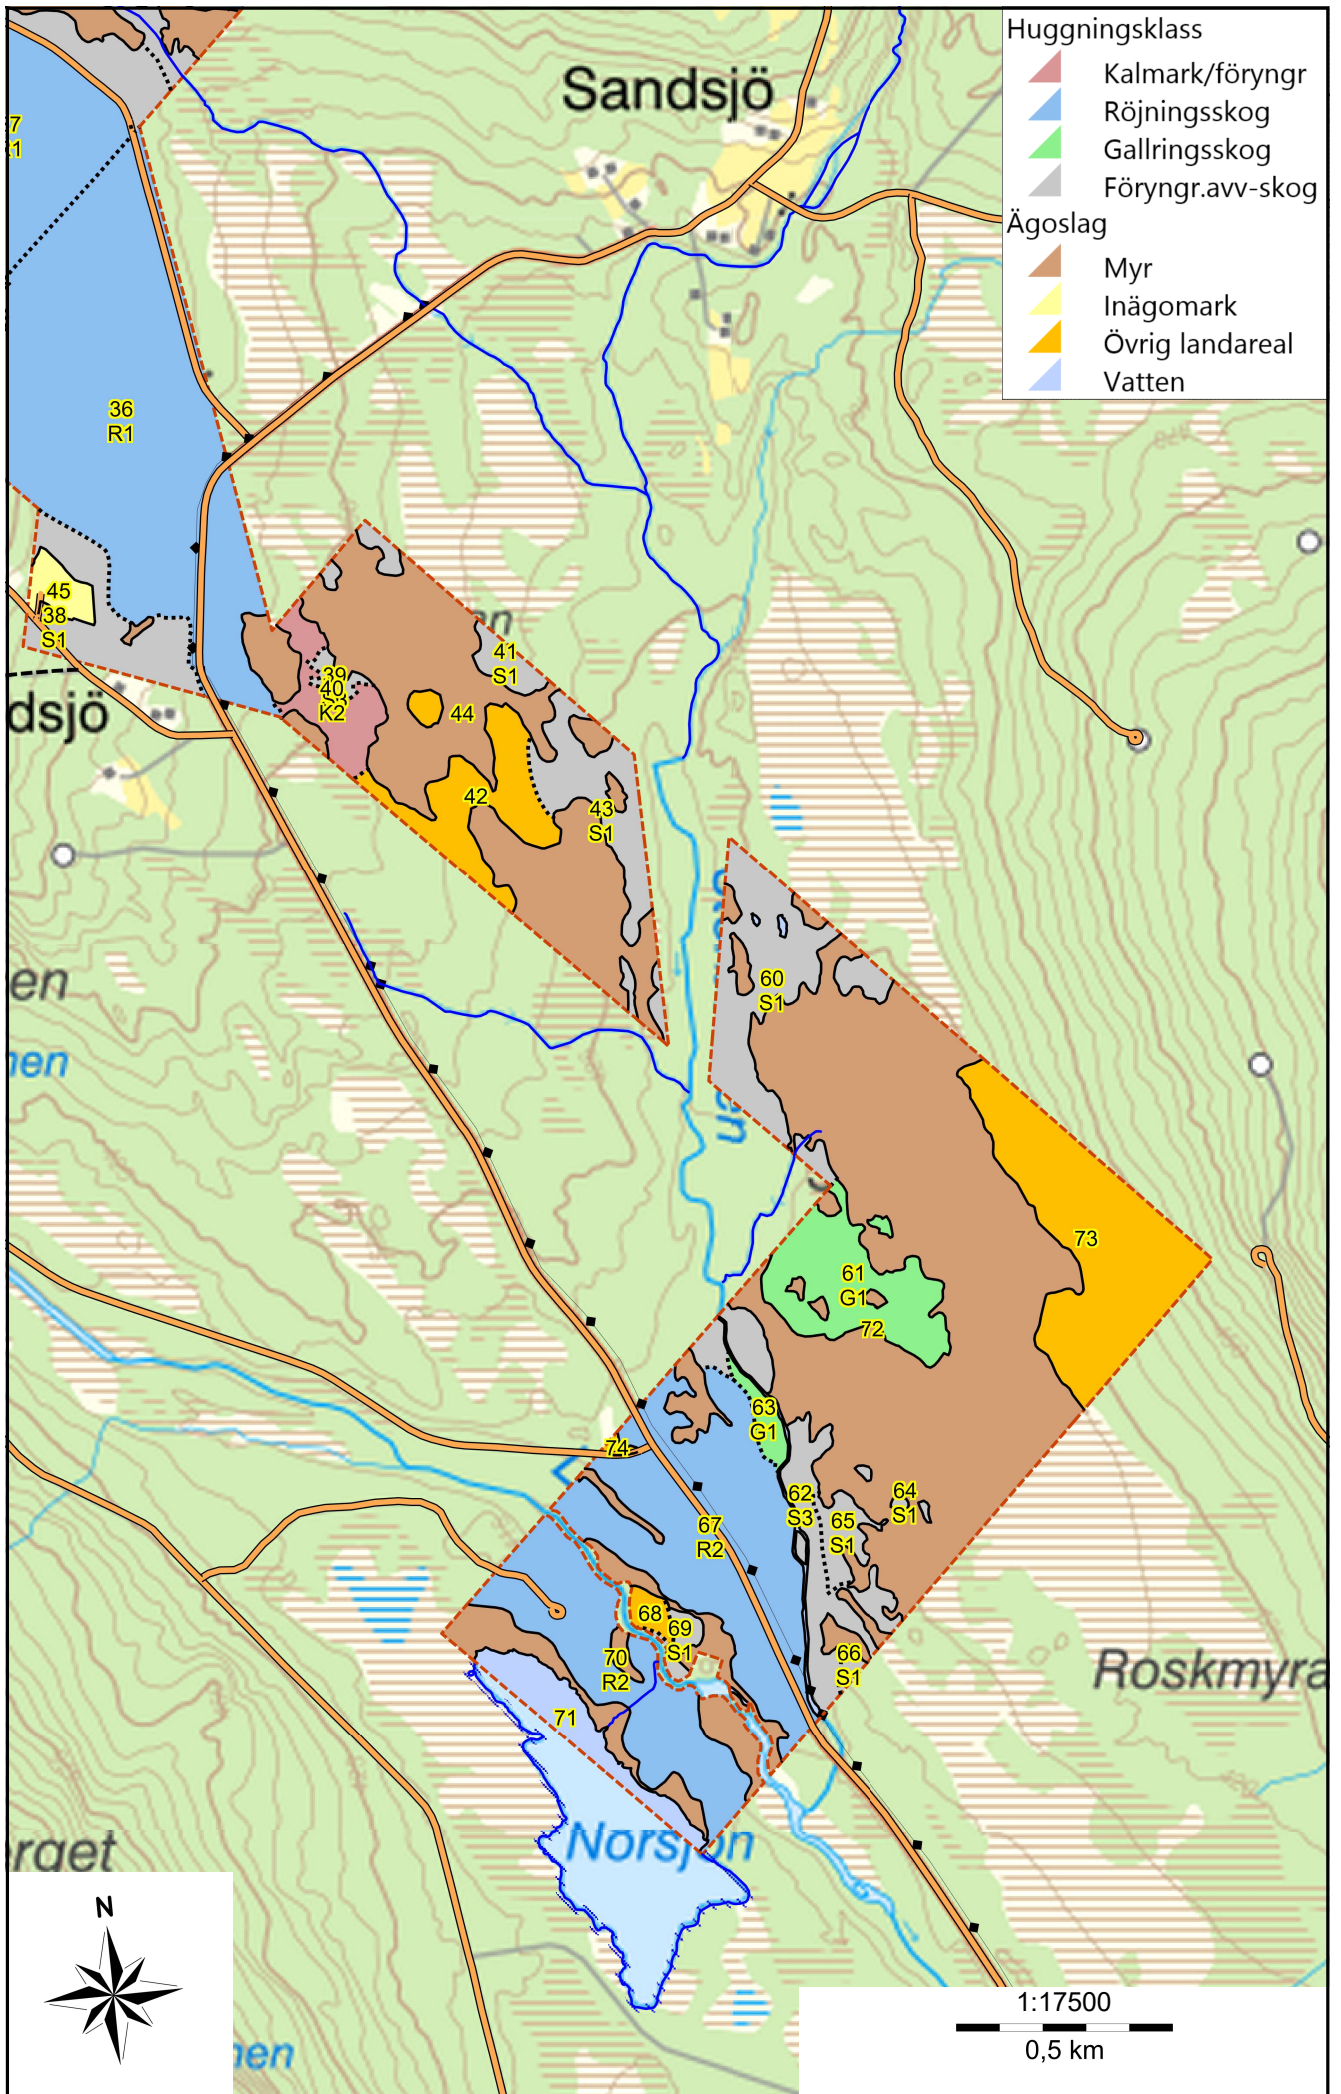 Huggningsklass
Kalmark/föryngr
Röjningsskog
Gallringsskog
Föryngr.avv-skog
Ägoslag
Myr
Inägomark
Övrig landareal
Vatten
Sandsjö
36
R1
45
38
S1
dsjö
39
40
K2
41
S1
44
42
43
S1
en
60
S1
73
61
G1
72
63
G1
74
62
S3
64
S1
65
S1
67
R2
68
69
S1
70
R2
66
S1
71
Roskmyra
Norsjön
rget
N
nen
1:17500
0,5 km